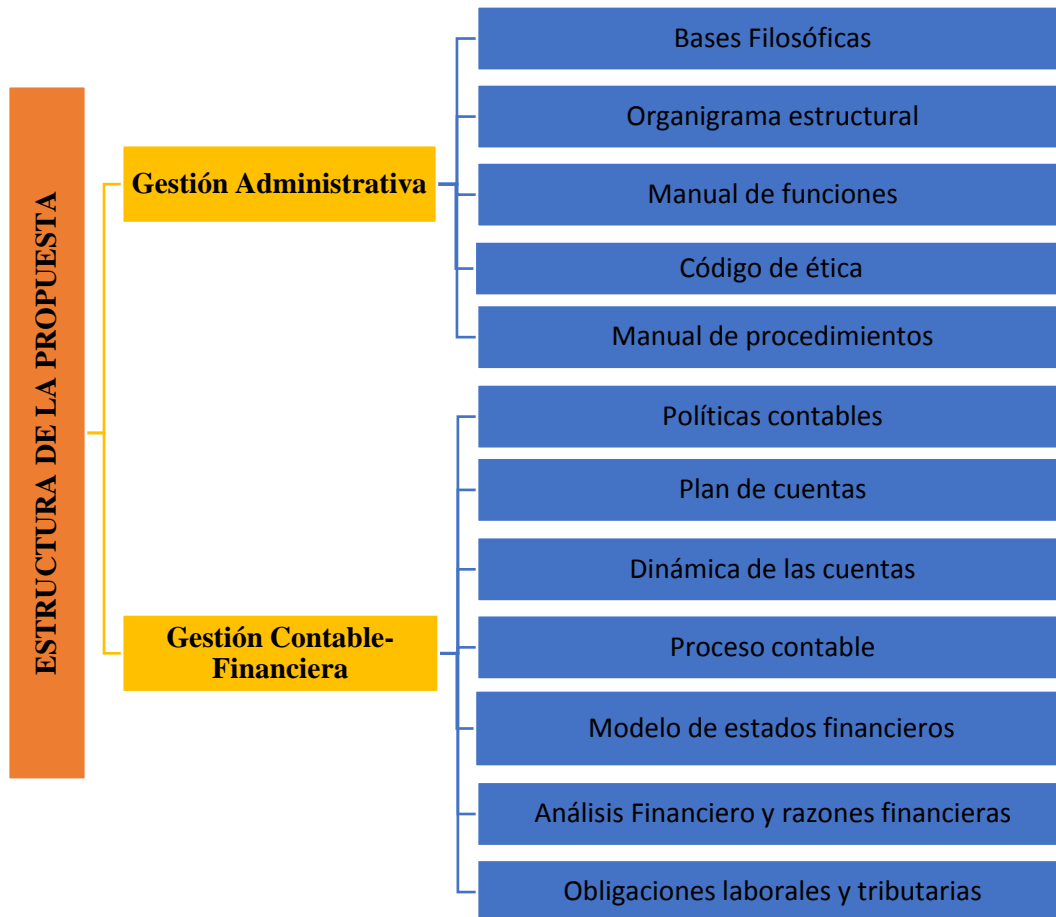 ESTRUCTURA DE LA PROPUESTA
Gestión Administrativa
Bases Filosóficas
Organigrama estructural
Manual de funciones
Código de ética
Manual de procedimientos
Gestión Contable-
Financiera
Políticas contables
Plan de cuentas
Dinámica de las cuentas
Proceso contable
Modelo de estados financieros
Análisis Financiero y razones financieras
Obligaciones laborales y tributarias